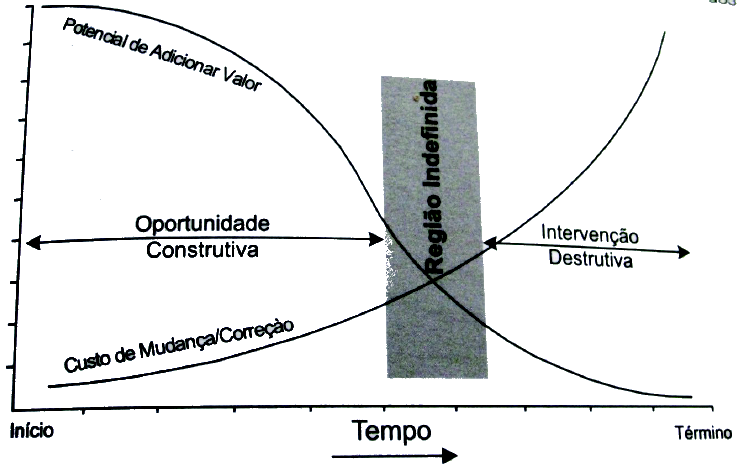 Potencial de Adicionar Valor
Região Indefinida
Oportunidade
Construtiva
Intervenção
Destrutiva
Custo de Mudança/Correção
Início
Tempo
Término